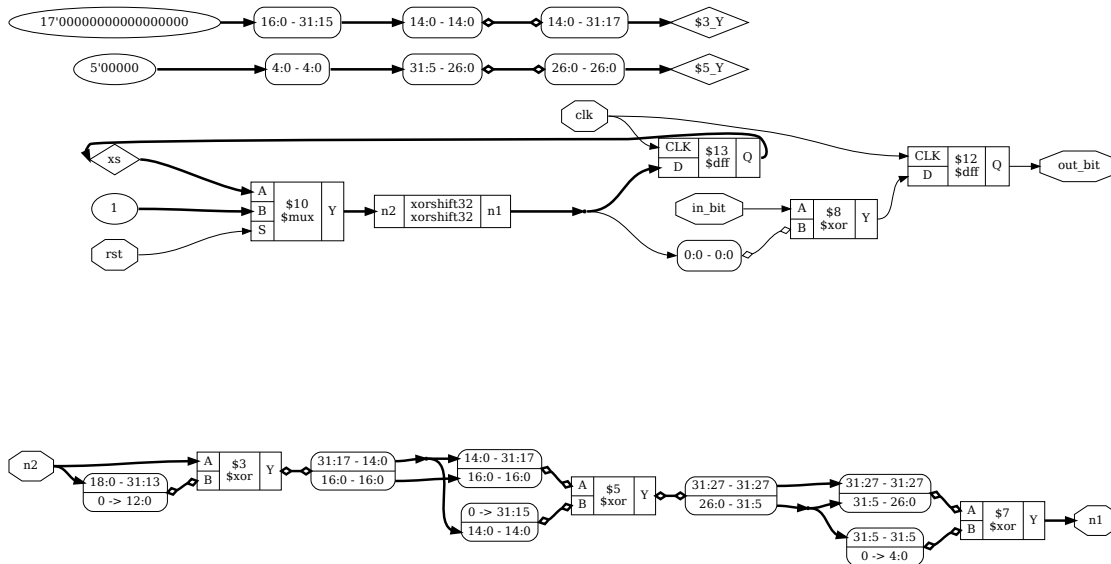 17'00000000000000000
16:0 - 31:15
14:0 - 14:0
14:0 - 31:17
$3_Y
5'00000
4:0 - 4:0
31:5 - 26:0
26:0 - 26:0
$5_Y
clk
xs
CLK
D
$13
$dff
Q
CLK
D
$12
$dff
Q
out_bit
1
A
B
S
$10
$mux
Y
n2
xorshift32
xorshift32
n1
in_bit
A
B
$8
$xor
Y
rst
0:0 - 0:0
n2
18:0 - 31:13
0 -> 12:0
A
B
$3
$xor
Y
31:17 - 14:0
16:0 - 16:0
14:0 - 31:17
16:0 - 16:0
0 -> 31:15
14:0 - 14:0
A
B
$5
$xor
Y
31:27 - 31:27
26:0 - 31:5
31:27 - 31:27
31:5 - 26:0
31:5 - 31:5
0 -> 4:0
A
B
$7
$xor
Y
n1